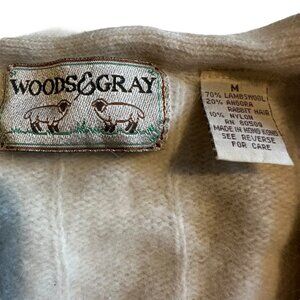 WOODS&GRAY
M
70% LAMBSWOOL
20% ANGORA
RABBIT HAIR
10% NYLON
RN 80509
MADE IN HONG KONG
SEE REVERSE
FOR CARE